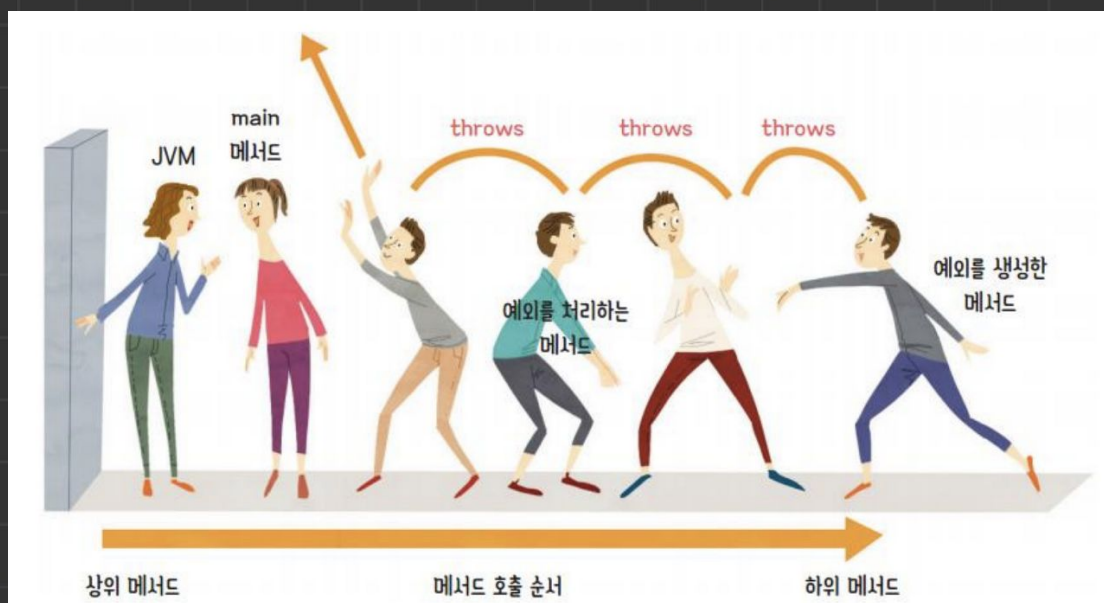 main
메서드
JVM
throws
throws
throws
예외를 생성한
메서드
예외를 처리하는
메서드
상위 메서드
메서드 호출 순서
하위 메서드